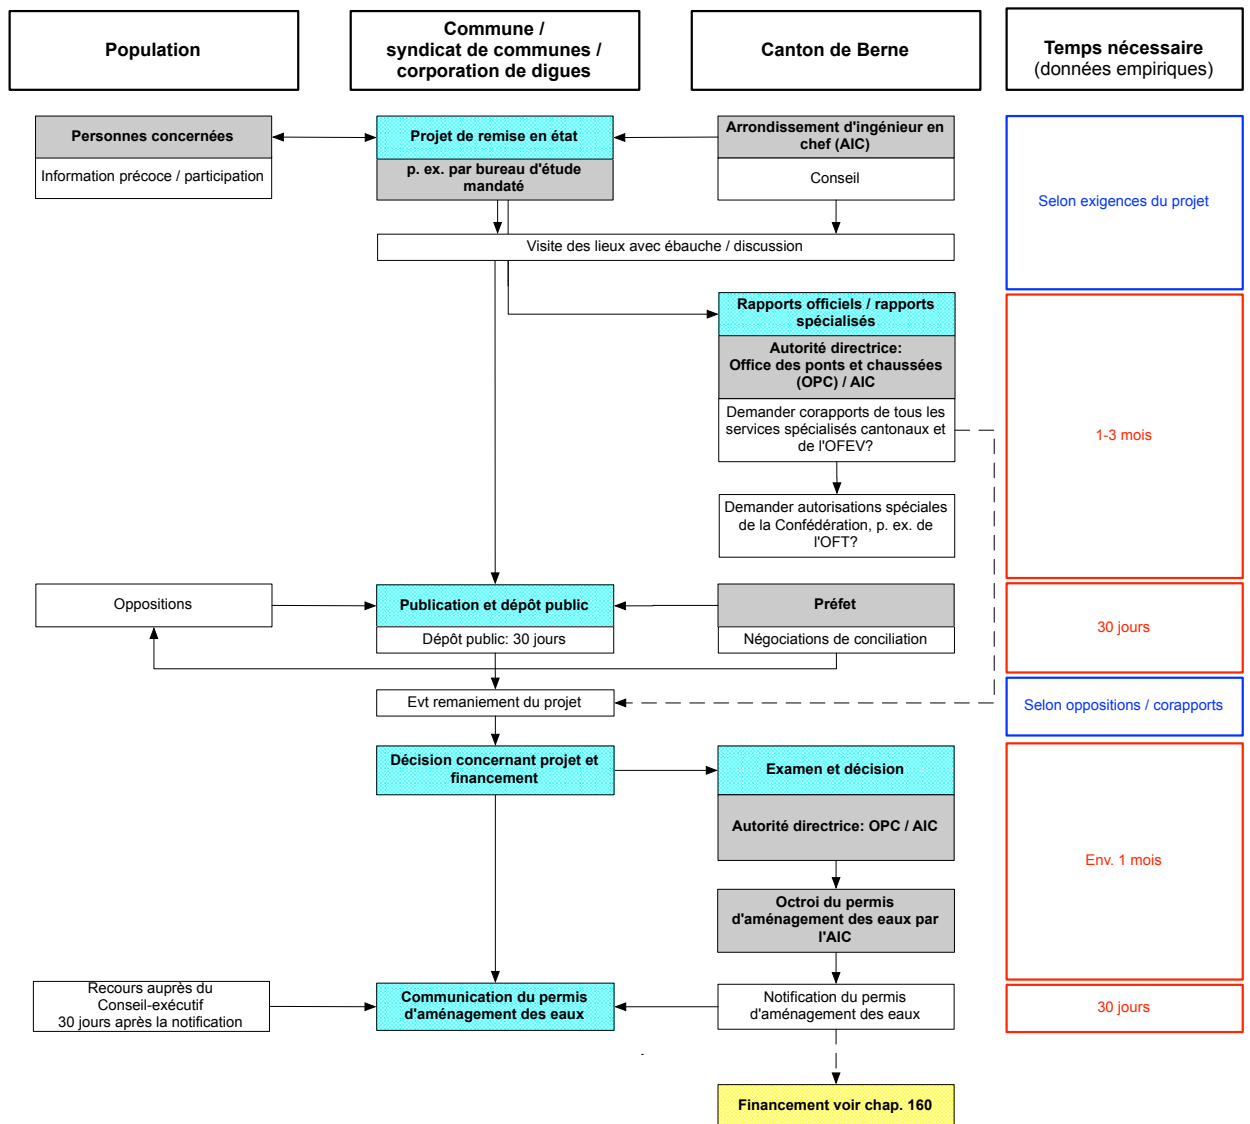 Population
Commune /
syndicat de communes /
corporation de digues
Canton de Berne
Temps nécessaire
(données empiriques)
Personnes concernées
Information précoce / participation
Projet de remise en état
p. ex. par bureau d'étude
mandaté
Arrondissement d'ingénieur en
chef (AIC)
Conseil
Selon exigences du projet
Visite des lieux avec ébauche / discussion
Rapports officiels / rapports
spécialisés
Autorité directrice:
Office des ponts et chaussées
(OPC) / AIC
Demander corapports de tous les
services spécialisés cantonaux et
de l'OFEV?
1-3 mois
Demander autorisations spéciales
de la Confédération, p. ex. de
l'OFT?
Oppositions
Publication et dépôt public
Dépôt public: 30 jours
Préfet
Négociations de conciliation
30 jours
Evt remaniement du projet
Selon oppositions / corapports
Décision concernant projet et
financement
Examen et décision
Autorité directrice: OPC / AIC
Env. 1 mois
Octroi du permis
d'aménagement des eaux par
l'AIC
Recours auprès du
Conseil-exécutif
30 jours après la notification
Communication du permis
d'aménagement des eaux
Notification du permis
d'aménagement des eaux
30 jours
Financement voir chap. 160